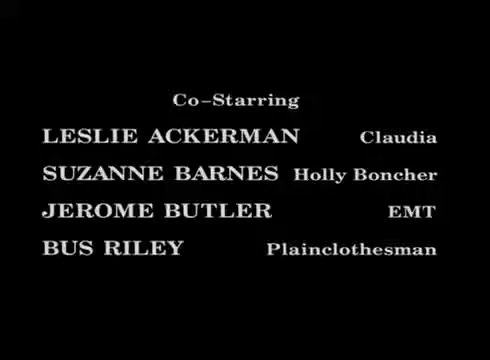 Co-Starring
LESLIE ACKERMAN Claudia
SUZANNE BARNES Holly Boncher
JEROME BUTLER EMT
BUS RILEY Plainclothesman